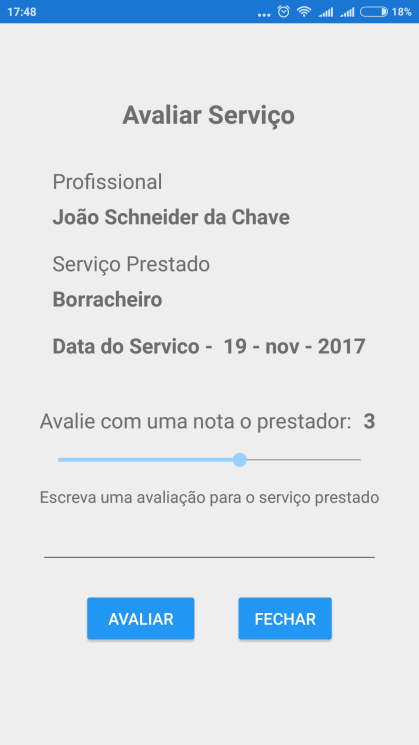 17:48 ... 18%
Avaliar Serviço
Profissional
João Schneider da Chave
Serviço Prestado
Borracheiro
Data do Servico - 19 - nov - 2017
Avalie com uma nota o prestador: 3
Escreva uma avaliação para o serviço prestado
AVALIAR FECHAR